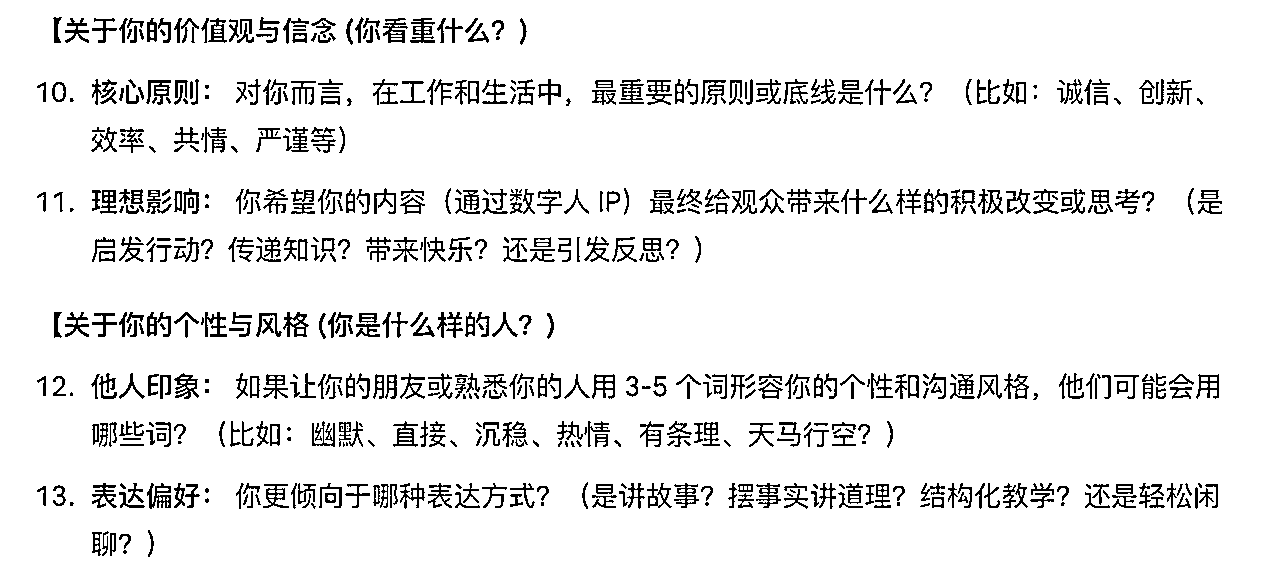 【关于你的价值观与信念 (你看重什么？)
10. 核心原则： 对你而言，在工作和生活中，最重要的原则或底线是什么？（比如：诚信、创新、
效率、共情、严谨等）
11. 理想影响： 你希望你的内容（通过数字人 IP）最终给观众带来什么样的积极改变或思考？（是
启发行动？传递知识？带来快乐？还是引发反思？）
【关于你的个性与风格 (你是什么样的人？)
12. 他人印象： 如果让你的朋友或熟悉你的人用 3-5 个词形容你的个性和沟通风格，他们可能会用
哪些词？（比如：幽默、直接、沉稳、热情、有条理、天马行空？）
13. 表达偏好： 你更倾向于哪种表达方式？（是讲故事？摆事实讲道理？结构化教学？还是轻松闲
聊？）